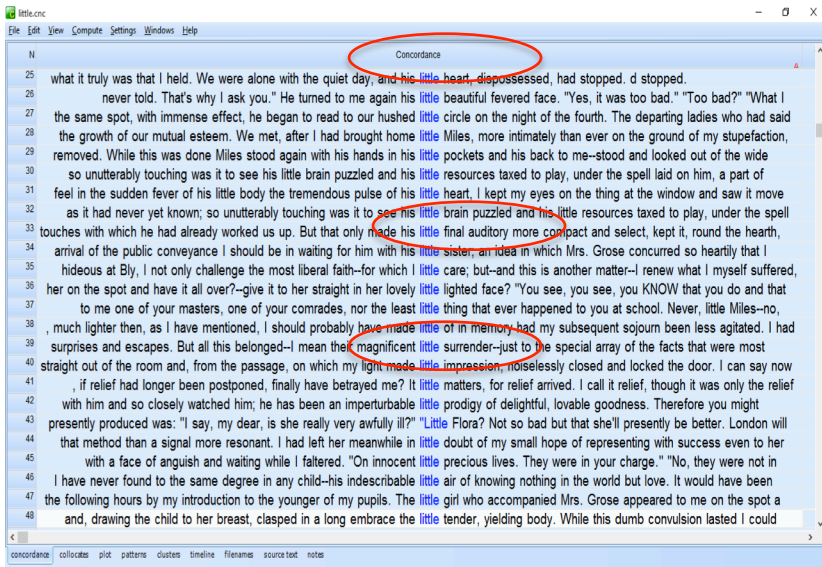 little.cnc
File Edit View Compute Settings Windows Help
N Concordance
25 what it truly was that I held. We were alone with the quiet day, and his little heart, dispossessed, had stopped. d stopped.
26 never told. That's why I ask you." He turned to me again his little beautiful fevered face. "Yes, it was too bad." "Too bad?" "What I
27 the same spot, with immense effect, he began to read to our hushed little circle on the night of the fourth. The departing ladies who had said
28 the growth of our mutual esteem. We met, after I had brought home little Miles, more intimately than ever on the ground of my stupefaction,
29 removed. While this was done Miles stood again with his hands in his little pockets and his back to me--stood and looked out of the wide
30 so unutterably touching was it to see his little brain puzzled and his little resources taxed to play, under the spell laid on him, a part of
31 feel in the sudden fever of his little body the tremendous pulse of his little heart, I kept my eyes on the thing at the window and saw it move
32 as it had never yet known; so unutterably touching was it to see his little brain puzzled and his little resources taxed to play, under the spell
33 touches with which he had already worked us up. But that only made his little final auditory more compact and select, kept it, round the hearth,
34 arrival of the public conveyance I should be in waiting for him with his little sister; an idea in which Mrs. Grose concurred so heartily that I
35 hideous at Bly, I not only challenge the most liberal faith--for which I little care; but--and this is another matter--I renew what I myself suffered,
36 her on the spot and have it all over?--give it to her straight in her lovely little lighted face? "You see, you see, you KNOW that you do and that
37 to me one of your masters, one of your comrades, nor the least little thing that ever happened to you at school. Never, little Miles--no,
38 , much lighter then, as I have mentioned, I should probably have made little of in memory had my subsequent sojourn been less agitated. I had
39 surprises and escapes. But all this belonged--I mean their magnificent little surrender--just to the special array of the facts that were most
40 straight out of the room and, from the passage, on which my light made little impression, noiselessly closed and locked the door. I can say now
41 , if relief had longer been postponed, finally have betrayed me? It little matters, for relief arrived. I call it relief, though it was only the relief
42 with him and so closely watched him; he has been an imperturbable little prodigy of delightful, lovable goodness. Therefore you might
43 presently produced was: "I say, my dear, is she really very awfully ill?" "Little Flora? Not so bad but that she'll presently be better. London will
44 that method than a signal more resonant. I had left her meanwhile in little doubt of my small hope of representing with success even to her
45 with a face of anguish and waiting while I faltered. "On innocent little precious lives. They were in your charge." "No, they were not in
46 I have never found to the same degree in any child--his indescribable little air of knowing nothing in the world but love. It would have been
47 the following hours by my introduction to the younger of my pupils. The little girl who accompanied Mrs. Grose appeared to me on the spot a
48 and, drawing the child to her breast, clasped in a long embrace the little tender, yielding body. While this dumb convulsion lasted I could
concordance collocates plot patterns clusters timeline filenames source text notes